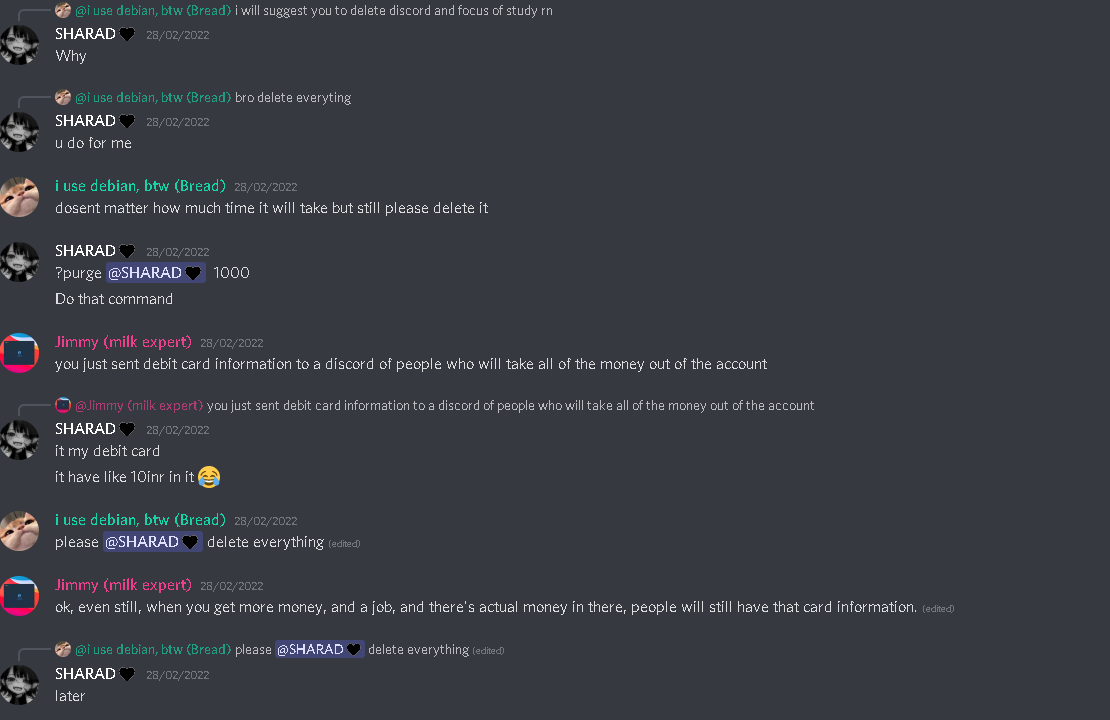 @i use debian, btw (Bread) i will suggest you to delete discord and focus of study rn
SHARAD🖤 28/02/2022
Why
@i use debian, btw (Bread) bro delete everyting
SHARAD🖤 28/02/2022
u do for me
i use debian, btw (Bread) 28/02/2022
dosent matter how much time it will take but still please delete it
SHARAD🖤 28/02/2022
?purge @SHARAD🖤 1000
Do that command
Jimmy (milk expert) 28/02/2022
you just sent debit card information to a discord of people who will take all of the money out of the account
@Jimmy (milk expert) you just sent debit card information to a discord of people who will take all of the money out of the account
SHARAD🖤 28/02/2022
it my debit card
it have like 10inr in it 😂
i use debian, btw (Bread) 28/02/2022
please @SHARAD🖤 delete everything (edited)
Jimmy (milk expert) 28/02/2022
ok, even still, when you get more money, and a job, and there's actual money in there, people will still have that card information. (edited)
@i use debian, btw (Bread) please @SHARAD🖤 delete everything (edited)
SHARAD🖤 28/02/2022
later